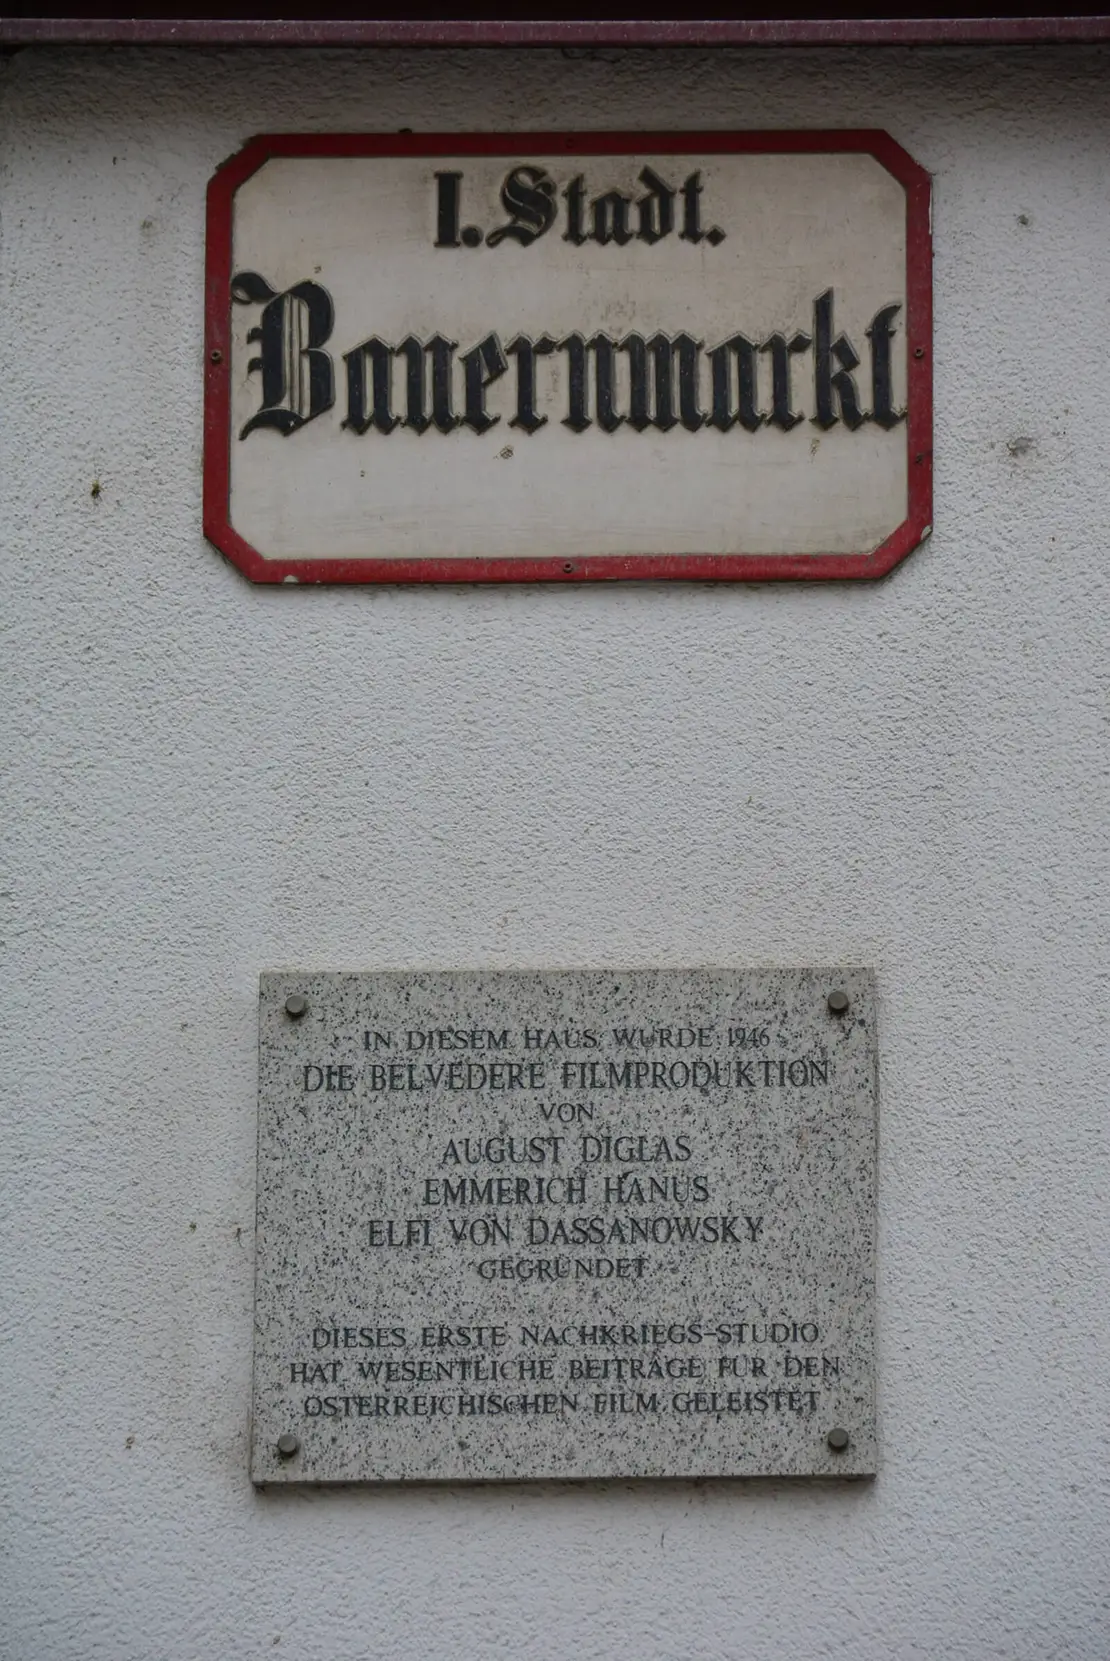 I. Stadt.
Bauernmarkt
IN DIESEM HAUS WURDE 1946
DIE BELVEDERE FILMPRODUKTION
VON
AUGUST DIGLAS
EMMERICH HANUS
ELFI VON DASSANOWSKY
GEGRÜNDET
DIESES ERSTE NACHKRIEGS-STUDIO
HAT WESENTLICHE BEITRÄGE FÜR DEN
ÖSTERREICHISCHEN FILM GELEISTET